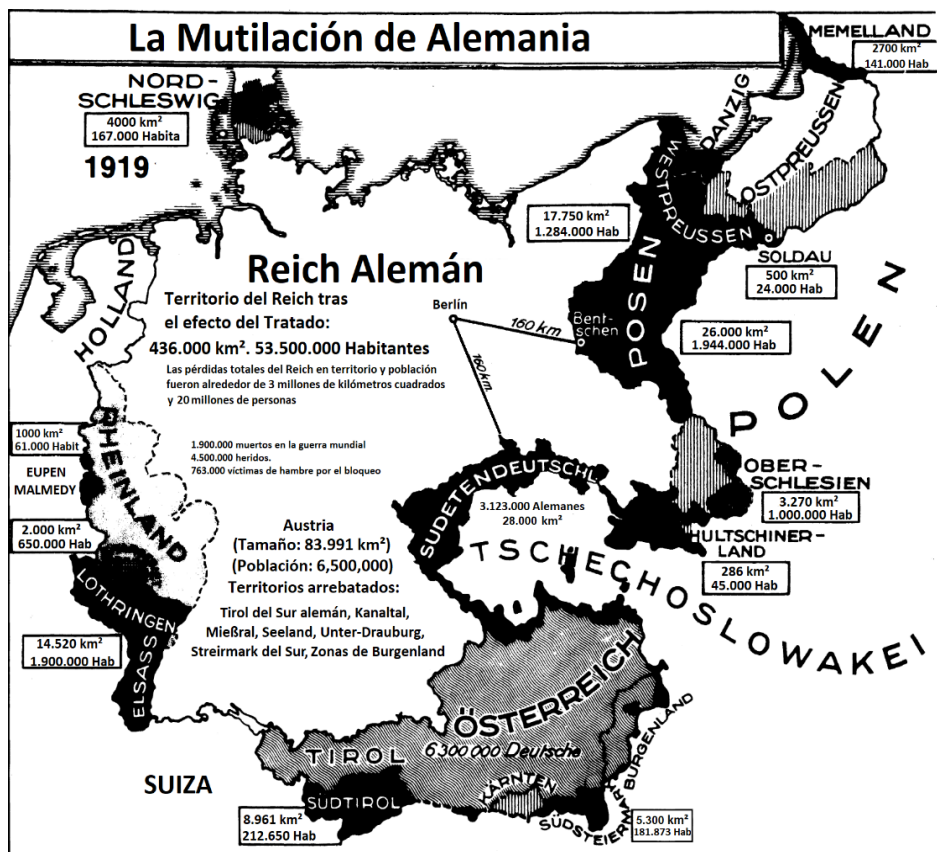 La Mutilación de Alemania
MEMELLAND
2700 km²
141.000 Hab
NORD-
SCHLESWIG
4000 km²
167.000 Habita
1919
DANZIG
OSTPREUSSEN
WESTPREUSSEN
17.750 km²
1.284.000 Hab
SOLDAU
500 km²
24.000 Hab
HOLLAND
Reich Alemán
Territorio del Reich tras
el efecto del Tratado:
436.000 km². 53.500.000 Habitantes
Las pérdidas totales del Reich en territorio y población
fueron alrededor de 3 millones de kilómetros cuadrados
y 20 millones de personas
Berlín
160 km
160 km
Bent-
schen
POSEN
26.000 km²
1.944.000 Hab
POLEN
1000 km²
61.000 Habit
EUPEN
MALMEDY
RHEINLAND
1.900.000 muertos en la guerra mundial
4.500.000 heridos.
763.000 víctimas de hambre por el bloqueo
2.000 km²
650.000 Hab
OBER-
SCHLESIEN
3.270 km²
1.000.000 Hab
SUDETENDEUTSCHL
3.123.000 Alemanes
28.000 km²
HULTSCHINER-
LAND
286 km²
45.000 Hab
TSCHECHOSLOWAKEI
Austria
(Tamaño: 83.991 km²)
(Población: 6,500,000)
Territorios arrebatados:
Tirol del Sur alemán, Kanaltal,
Mießral, Seeland, Unter-Drauburg,
Streirmark del Sur, Zonas de Burgenland
LOTHRINGEN
14.520 km²
1.900.000 Hab
ELSASS
ÖSTERREICH
6300000 Deutsche
TIROL
SUIZA
SÜDTIROL
8.961 km²
212.650 Hab
KÄRNTEN
SÜDSTEIERMARK
BURGENLAND
5.300 km²
181.873 Hab